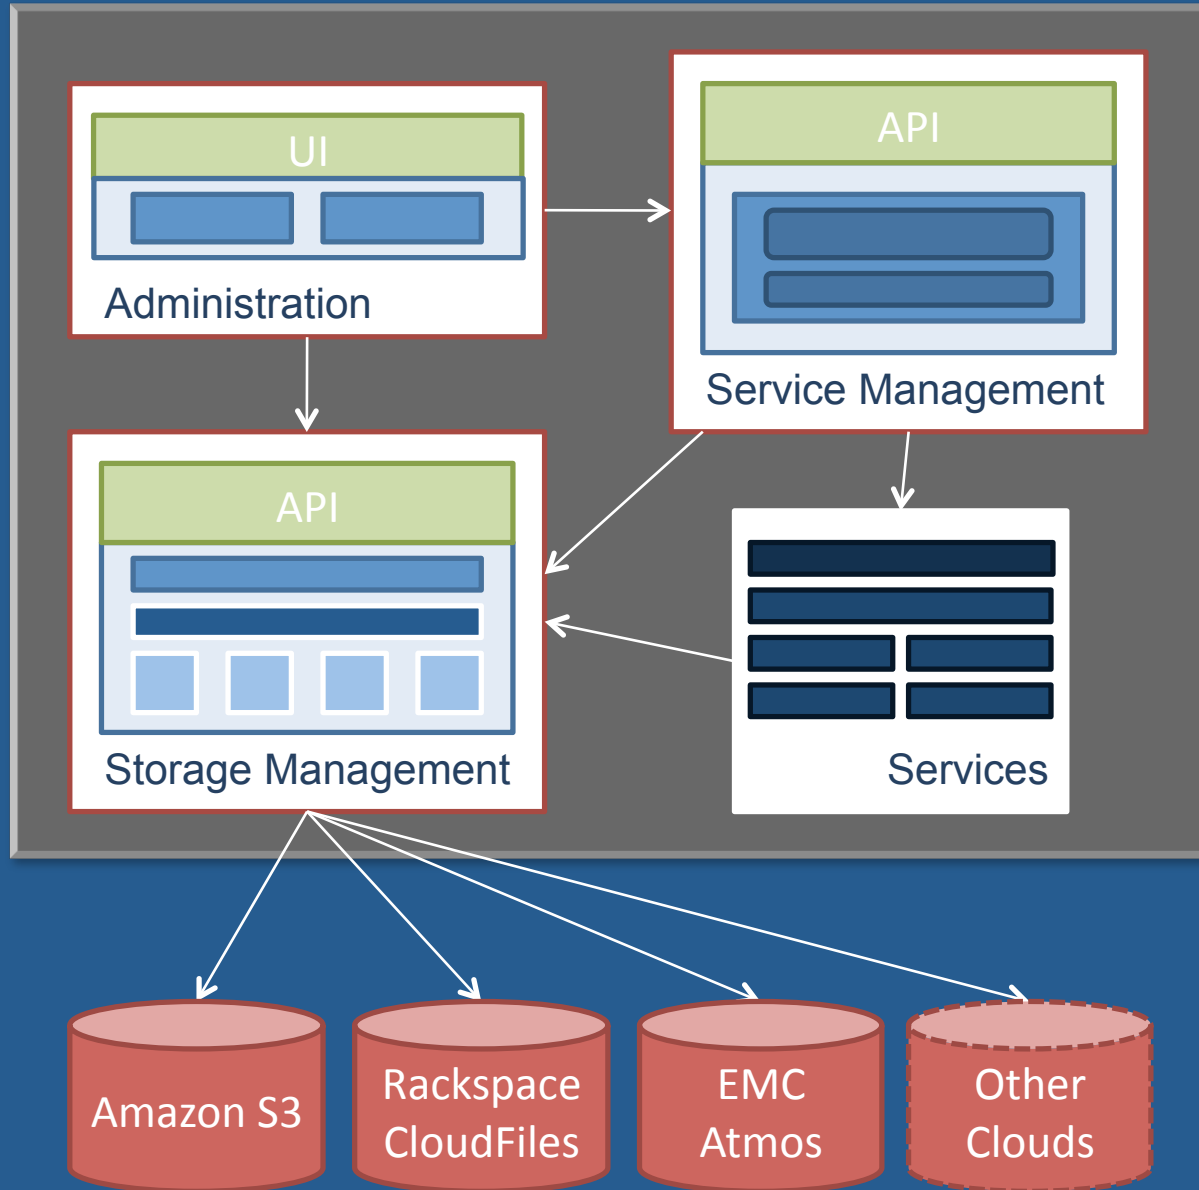 UI
Administration
API
Service Management
API
Storage Management
Services
Amazon S3
Rackspace
CloudFiles
EMC
Atmos
Other
Clouds